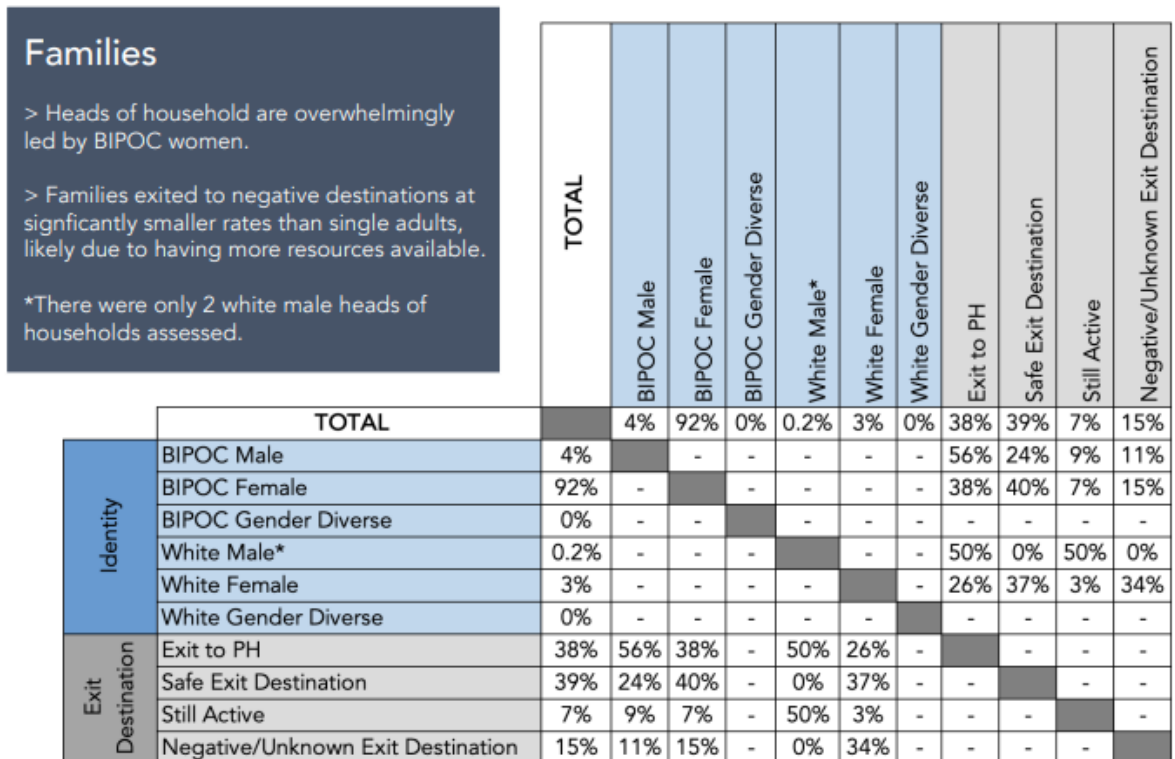 Families
> Heads of household are overwhelmingly
led by BIPOC women.
> Families exited to negative destinations at
signficantly smaller rates than single adults,
likely due to having more resources available.
*There were only 2 white male heads of
households assessed.
TOTAL
BIPOC Male
BIPOC Female
BIPOC Gender Diverse
White Male*
White Female
White Gender Diverse
Exit to PH
Safe Exit Destination
Still Active
Negative/Unknown Exit Destination
TOTAL 4% 92% 0% 0.2% 3% 0% 38% 39% 7% 15%
Identity
BIPOC Male 4% - - - - - 56% 24% 9% 11%
BIPOC Female 92% - - - - - 38% 40% 7% 15%
BIPOC Gender Diverse 0% - - - - - - - - -
White Male* 0.2% - - - - - 50% 0% 50% 0%
White Female 3% - - - - - 26% 37% 3% 34%
White Gender Diverse 0% - - - - - - - - -
Exit
Destination
Exit to PH 38% 56% 38% - 50% 26% - - - -
Safe Exit Destination 39% 24% 40% - 0% 37% - - - -
Still Active 7% 9% 7% - 50% 3% - - - -
Negative/Unknown Exit Destination 15% 11% 15% - 0% 34% - - - -